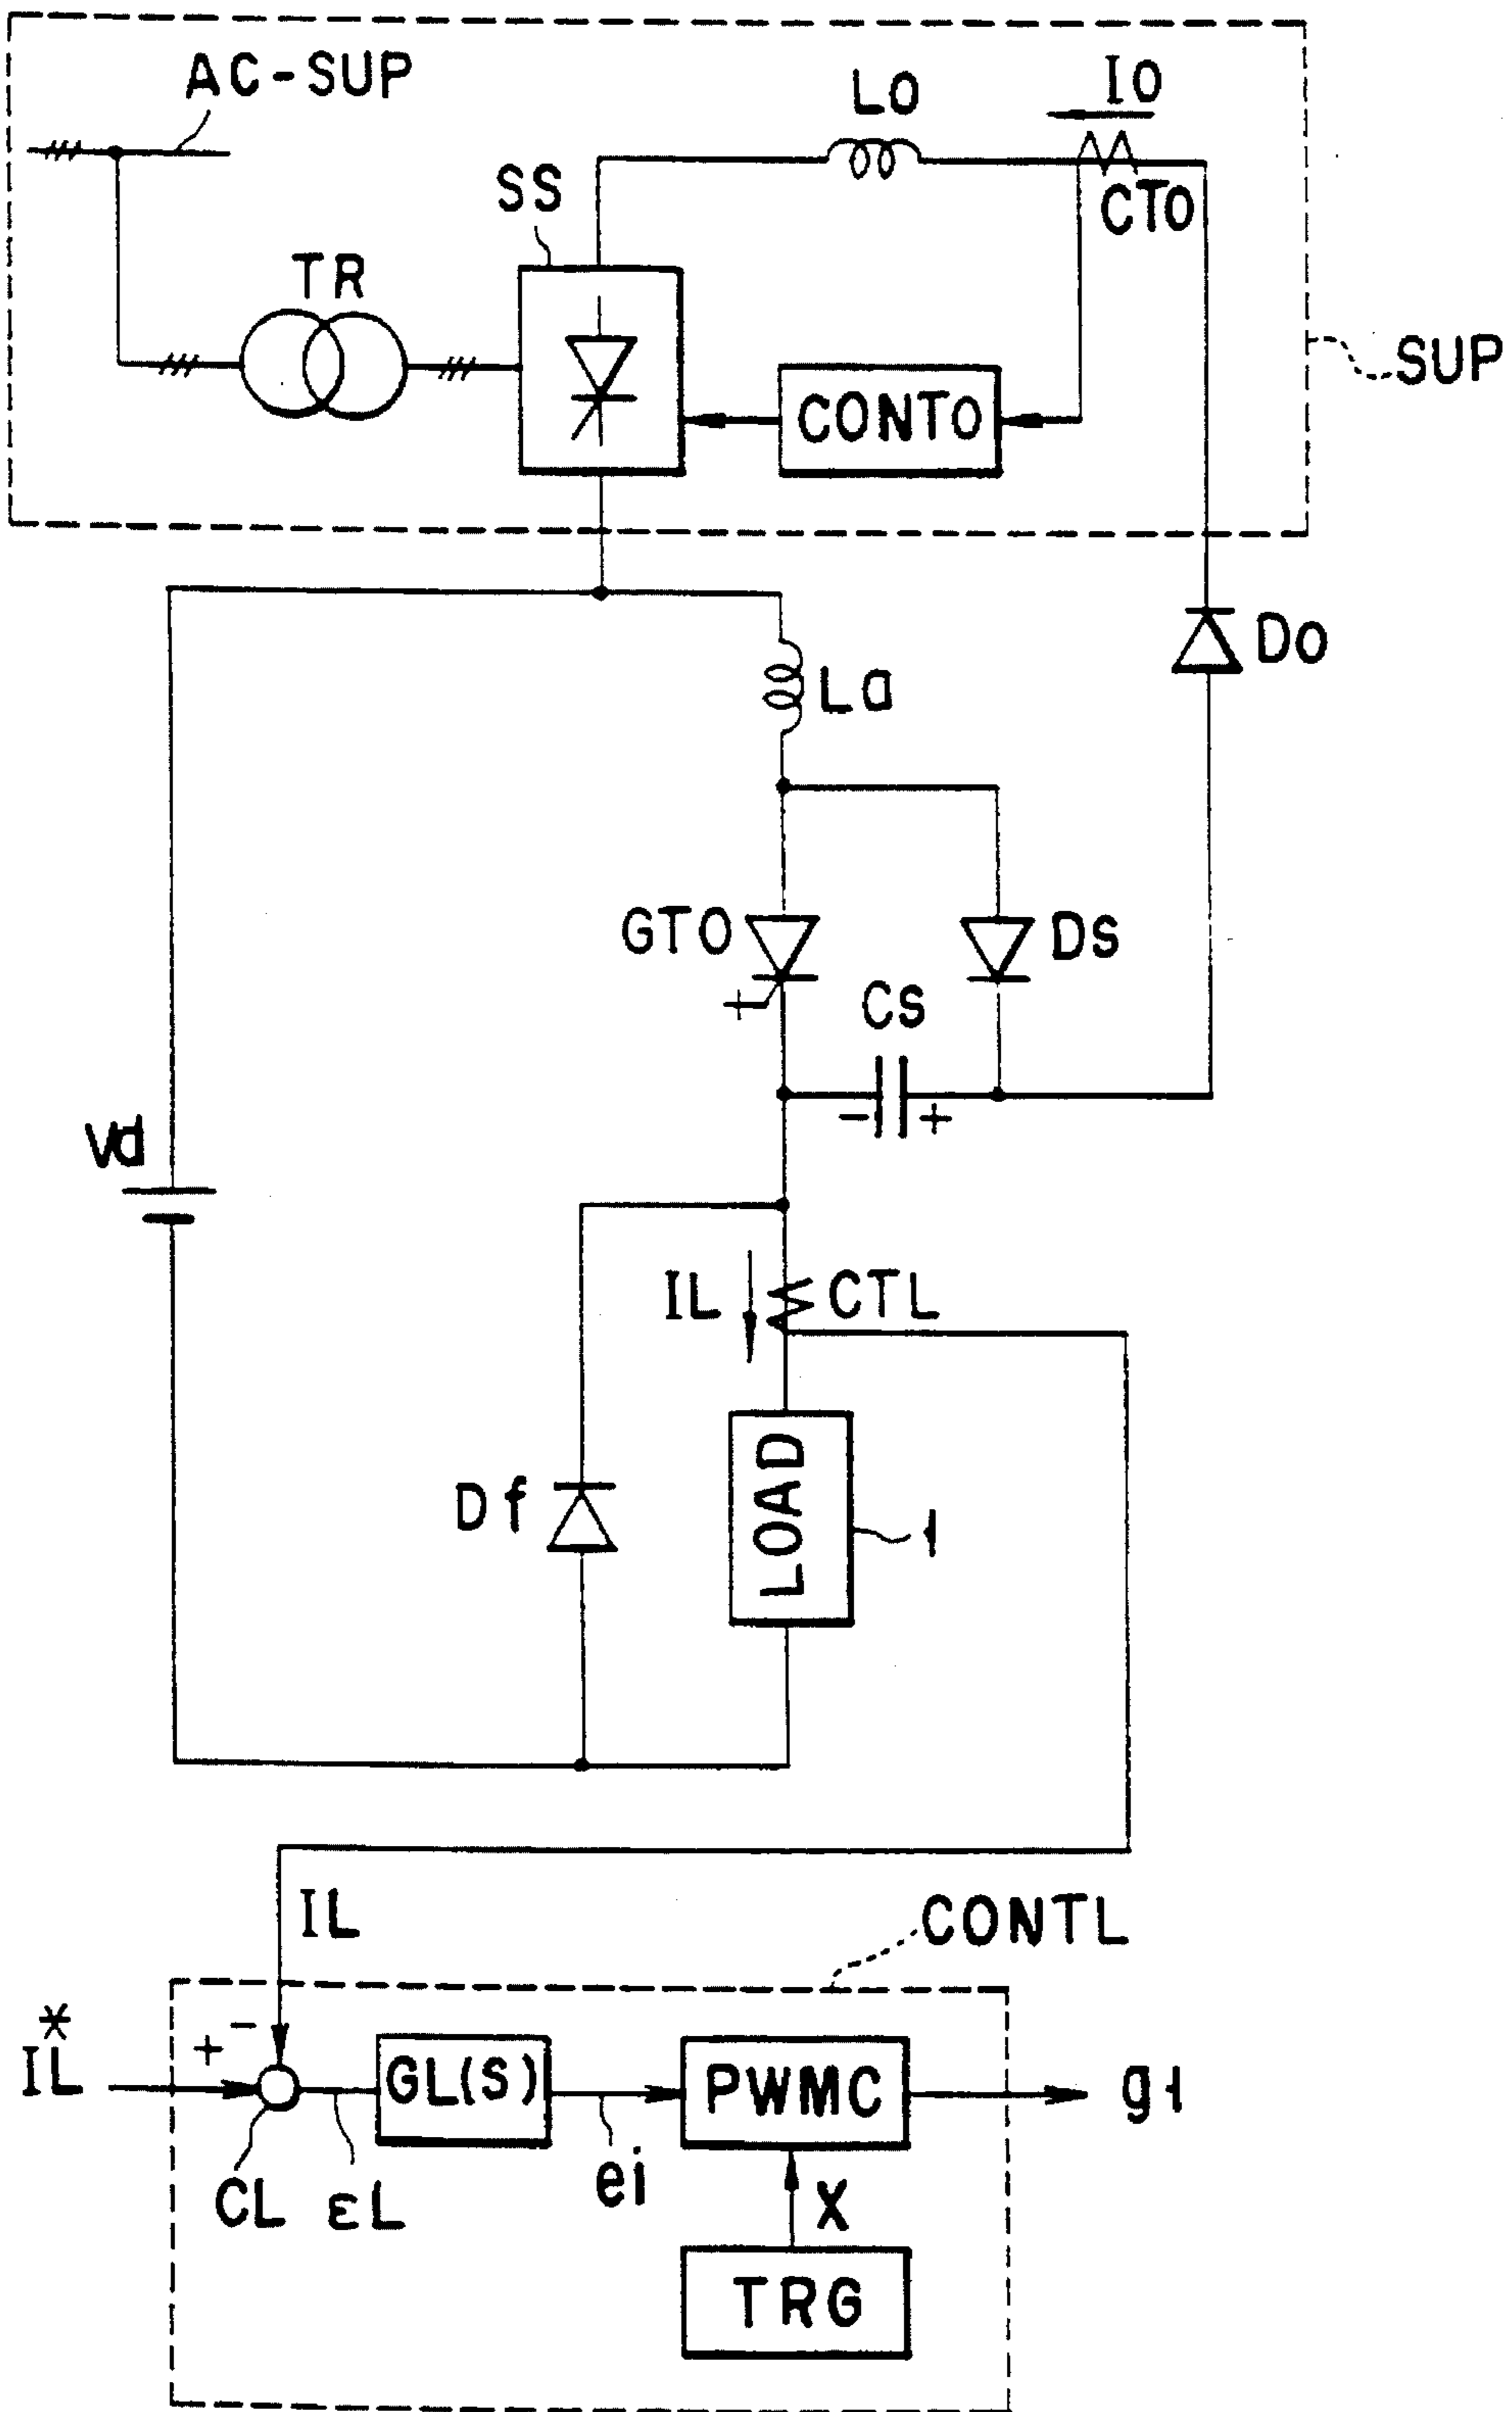 AC-SUP
Lo
Io
CTo
SS
TR
CONTo
SUP
Do
La
GTO
Ds
Cs
- +
Vd
IL
CTL
Df
LOAD
1
IL
CONTL
*
IL
+ -
GL(S)
PWMC
g1
CL
εL
ei
X
TRG